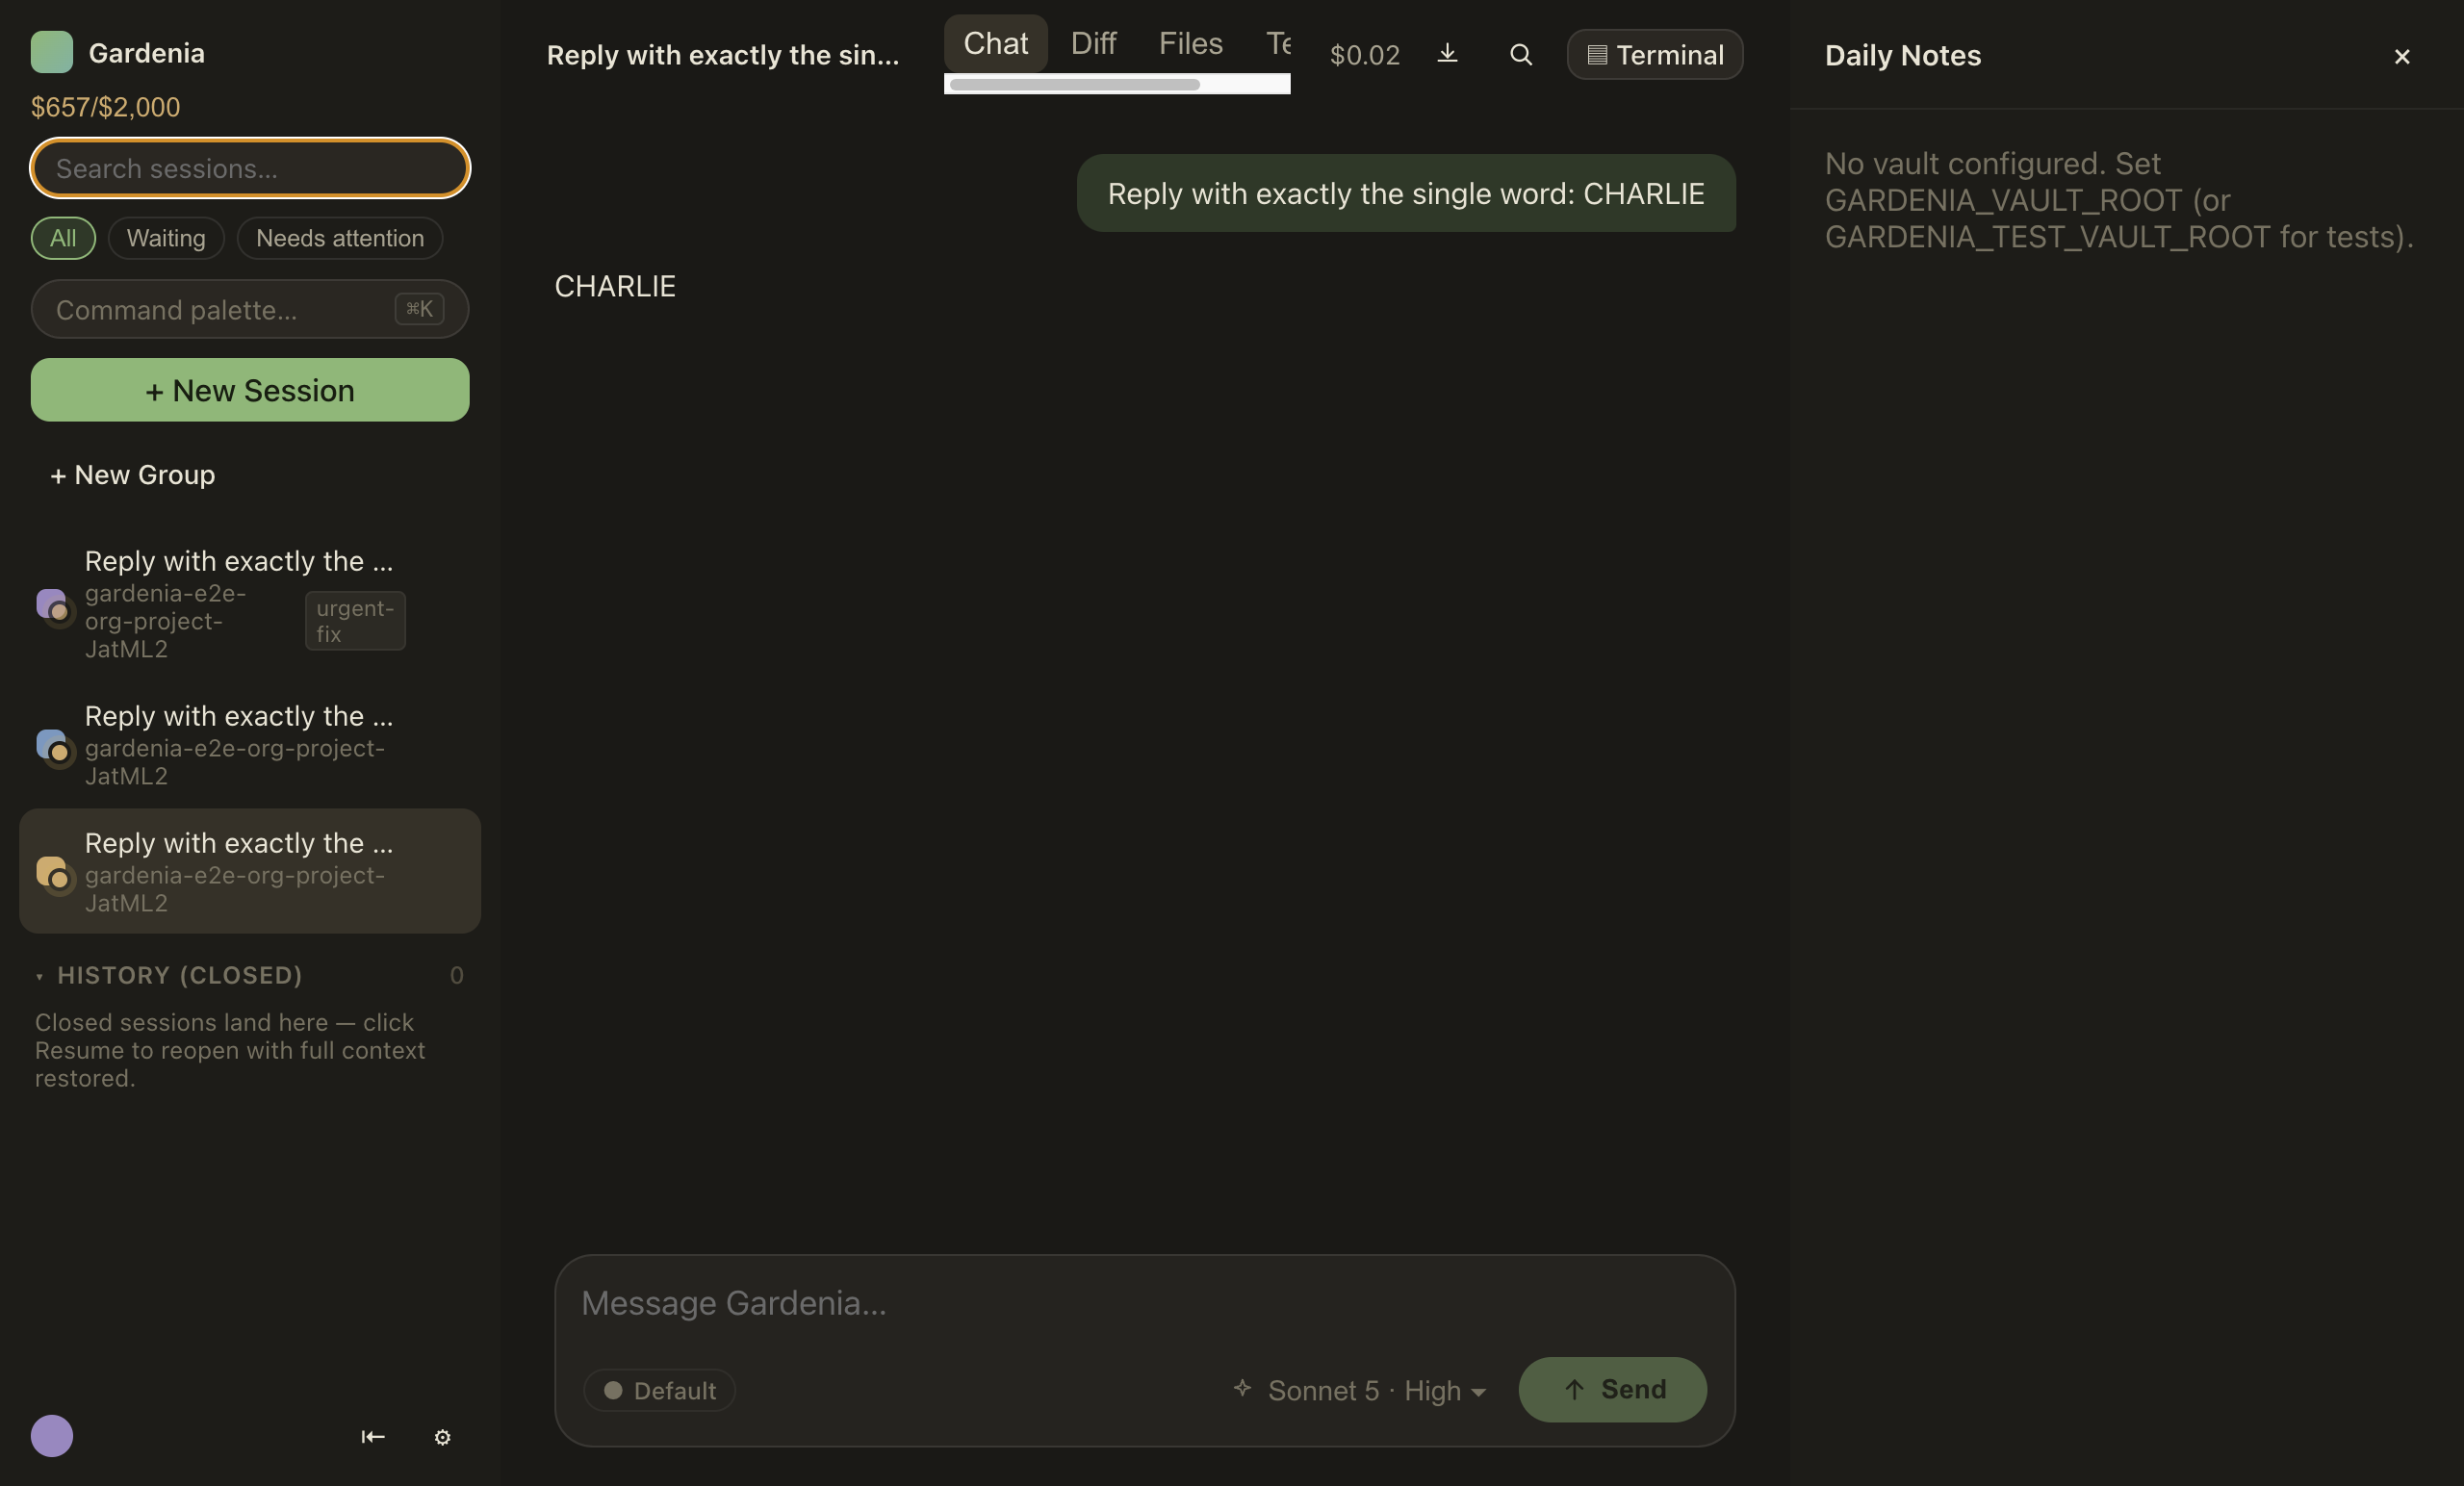 Gardenia
$657/$2,000
Search sessions...
All Waiting Needs attention
Command palette... ⌘K
+ New Session
+ New Group
Reply with exactly the ...
gardenia-e2e-
org-project-
JatML2
urgent-
fix
Reply with exactly the ...
gardenia-e2e-org-project-
JatML2
Reply with exactly the ...
gardenia-e2e-org-project-
JatML2
HISTORY (CLOSED) 0
Closed sessions land here — click
Resume to reopen with full context
restored.
Reply with exactly the sin... Chat Diff Files Te $0.02 Terminal
Reply with exactly the single word: CHARLIE
CHARLIE
Message Gardenia...
Default Sonnet 5 · High Send
Daily Notes
No vault configured. Set
GARDENIA_VAULT_ROOT (or
GARDENIA_TEST_VAULT_ROOT for tests).